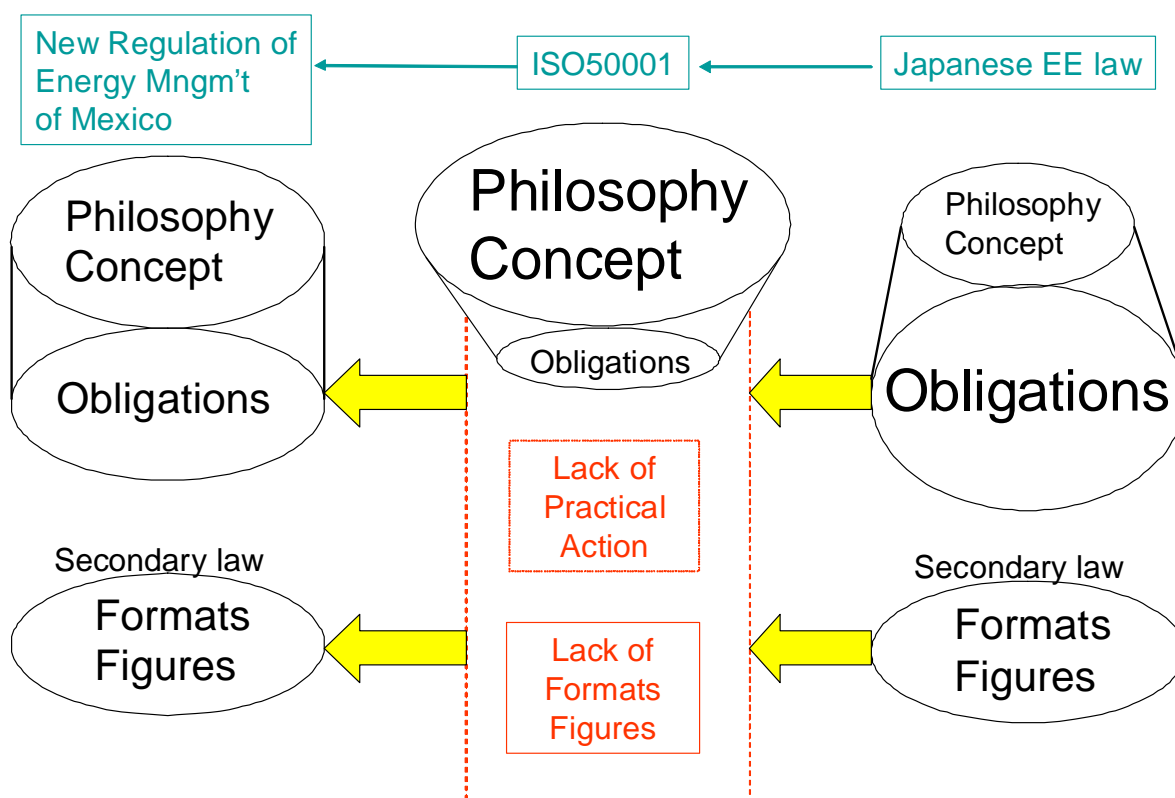 New Regulation of
Energy Mngm't
of Mexico
ISO50001
Japanese EE law
Philosophy
Concept
Obligations
Philosophy
Concept
Obligations
Philosophy
Concept
Obligations
Lack of
Practical
Action
Secondary law
Formats
Figures
Lack of
Formats
Figures
Secondary law
Formats
Figures